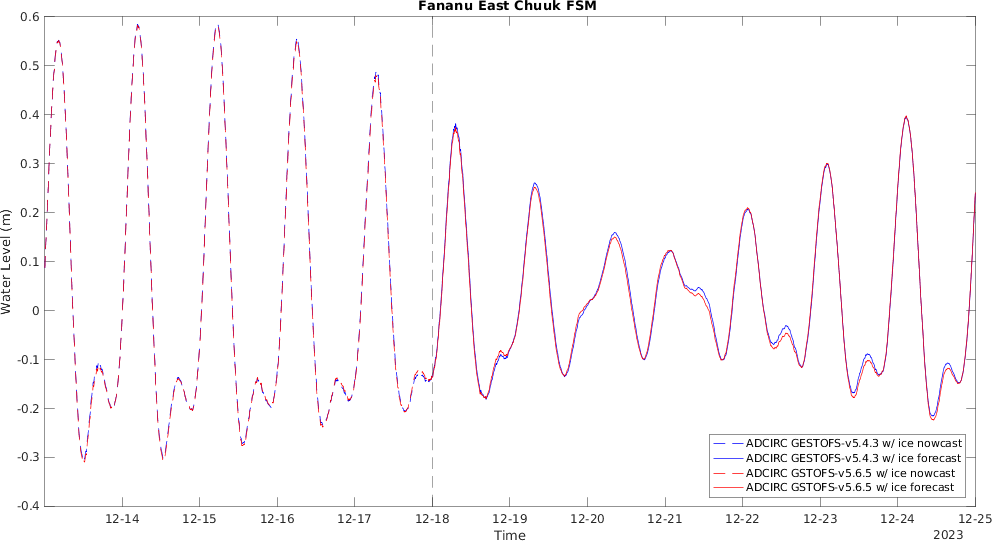 Fananu East Chuuk FSM
0.6
0.5
0.4
0.3
0.2
0.1
0
-0.1
-0.2
-0.3
-0.4
Water Level (m)
12-14 12-15 12-16 12-17 12-18 12-19 12-20 12-21 12-22 12-23 12-24 12-25
Time
2023
ADCIRC GESTOFS-v5.4.3 w/ ice nowcast
ADCIRC GESTOFS-v5.4.3 w/ ice forecast
ADCIRC GSTOFS-v5.6.5 w/ ice nowcast
ADCIRC GSTOFS-v5.6.5 w/ ice forecast